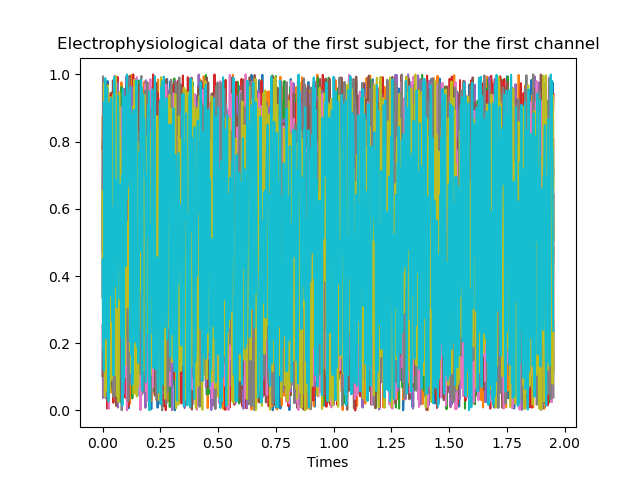 Electrophysiological data of the first subject, for the first channel
1.0
0.8
0.6
0.4
0.2
0.0
0.00 0.25 0.50 0.75 1.00 1.25 1.50 1.75 2.00
Times